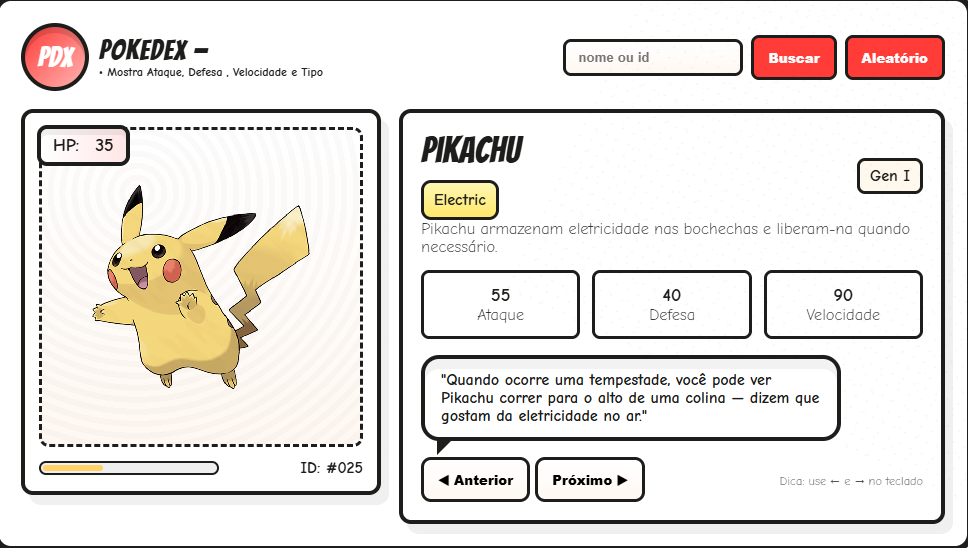 PDX
POKEDEX —
• Mostra Ataque, Defesa , Velocidade e Tipo
nome ou id
Buscar
Aleatório
HP: 35
ID: #025
PIKACHU
Gen I
Electric
Pikachu armazenam eletricidade nas bochechas e liberam-na quando
necessário.
55
Ataque
40
Defesa
90
Velocidade
"Quando ocorre uma tempestade, você pode ver
Pikachu correr para o alto de uma colina — dizem que
gostam da eletricidade no ar."
◀ Anterior
Próximo ▶
Dica: use ← e → no teclado